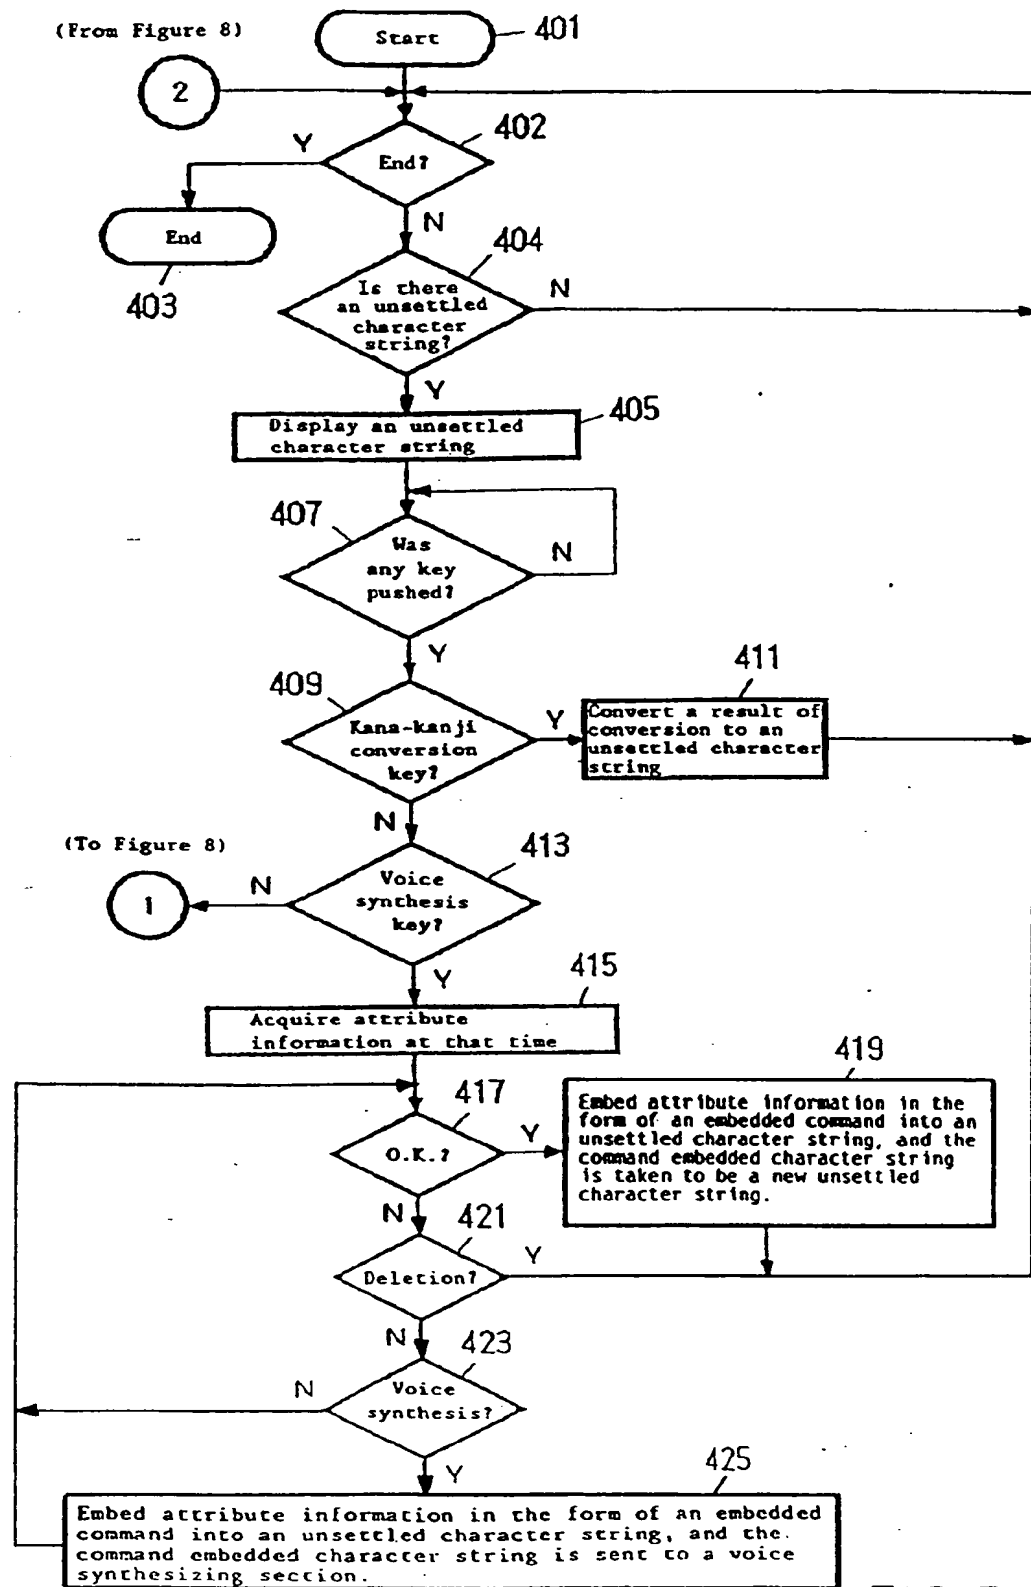 (From Figure 8)
Start
401
2
402
Y
End?
N
End
403
404
Is there
an unsettled
character
string?
N
Y
405
Display an unsettled
character string
407
Was
any key
pushed?
N
Y
409
Kana-kanji
conversion
key?
Y
411
Convert a result of
conversion to an
unsettled character
string
N
(To Figure 8)
413
Voice
synthesis
key?
N
1
Y
415
Acquire attribute
information at that time
417
O.K.?
Y
419
Embed attribute information in the
form of an embedded command into an
unsettled character string, and the
command embedded character string
is taken to be a new unsettled
character string.
N
421
Deletion?
Y
N
423
Voice
synthesis?
N
Y
425
Embed attribute information in the form of an embedded
command into an unsettled character string, and the.
command embedded character string is sent to a voice
synthesizing section.